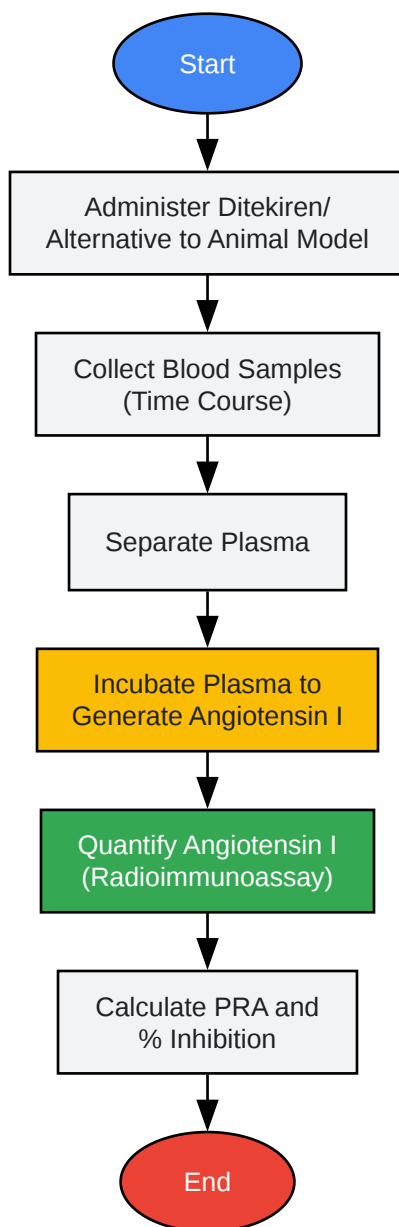 Start
Administer Ditekiren/
Alternative to Animal Model
Collect Blood Samples
(Time Course)
Separate Plasma
Incubate Plasma to
Generate Angiotensin I
Quantify Angiotensin I
(Radioimmunoassay)
Calculate PRA and
% Inhibition
End